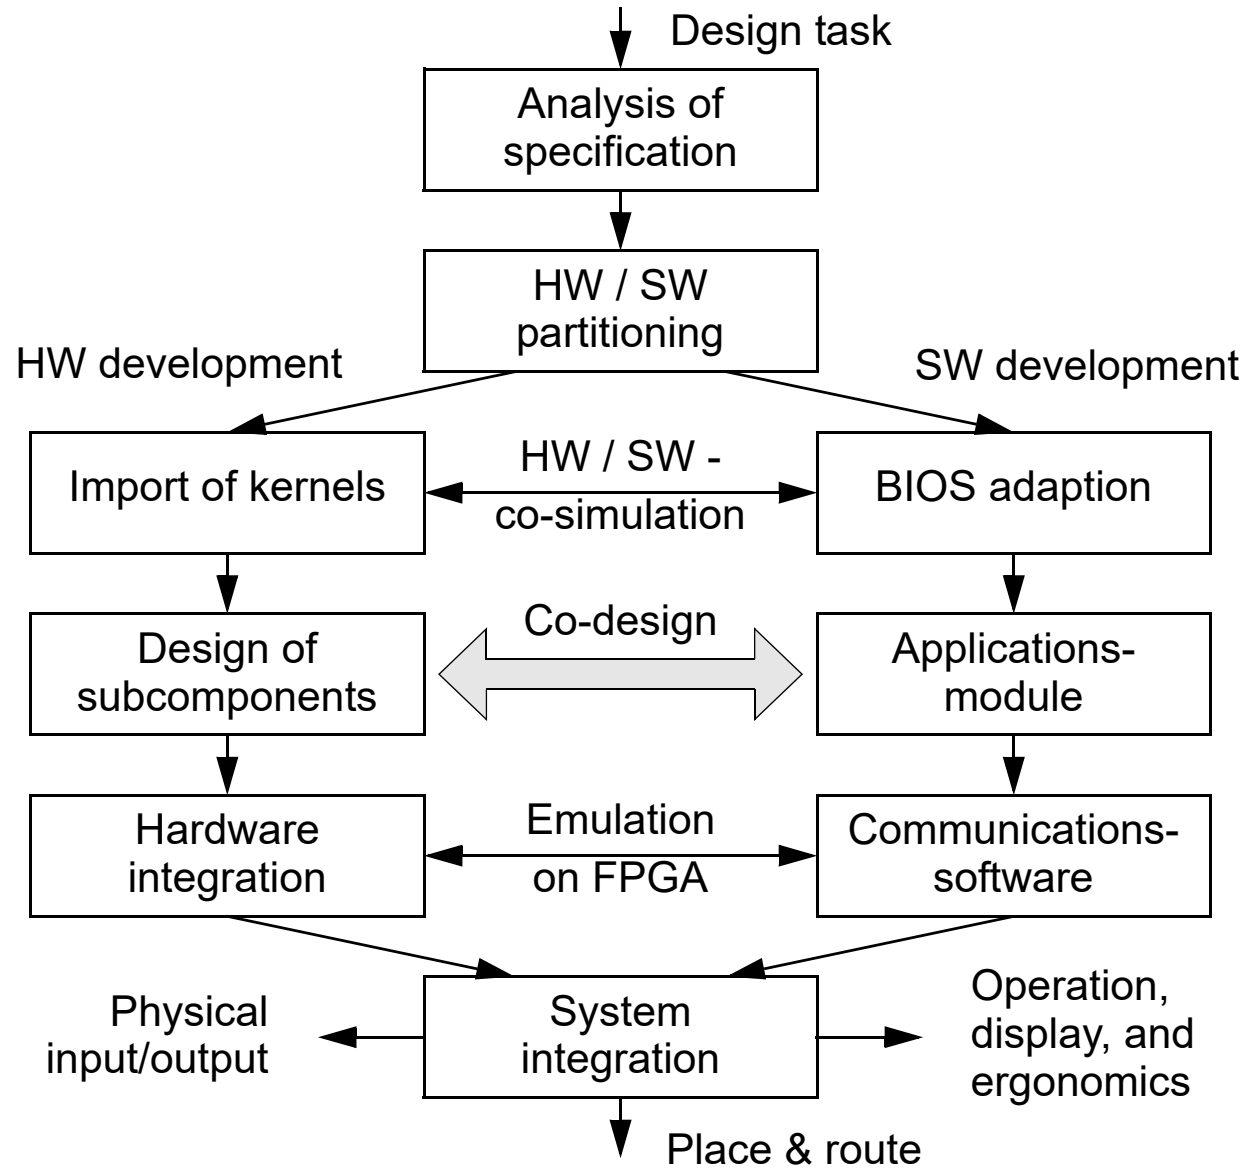 Design task
Analysis of
specification
HW / SW
partitioning
HW development
SW development
Import of kernels
HW / SW -
co-simulation
BIOS adaption
Design of
subcomponents
Co-design
Applications-
module
Hardware
integration
Emulation
on FPGA
Communications-
software
Physical
input/output
System
integration
Operation,
display, and
ergonomics
Place & route